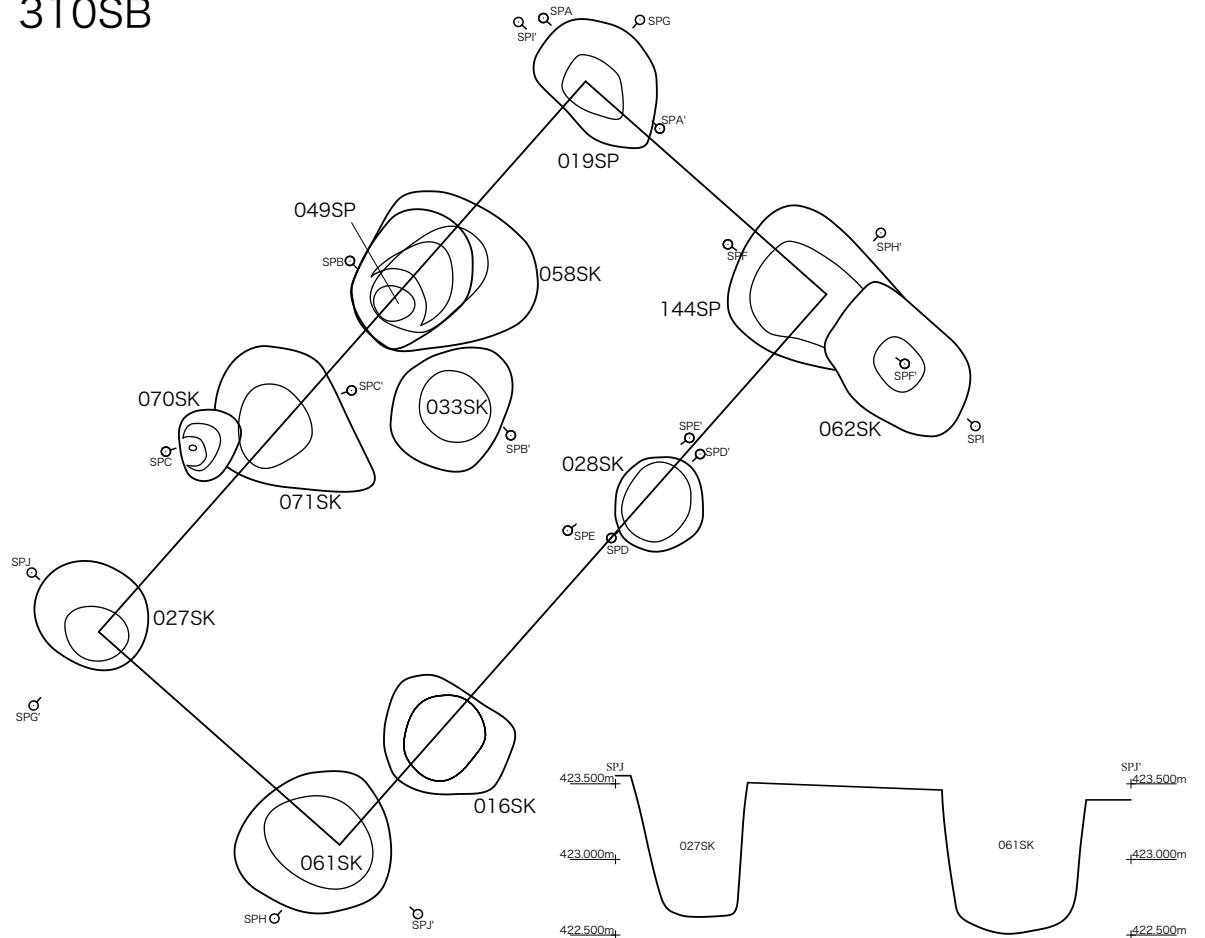 310SB
SPA
SPI'
SPG
SPA'
019SP
049SP
SPB
058SK
SPF
SPH'
144SP
070SK
SPC'
033SK
SPF'
062SK
SPI
SPC
SPB'
SPE'
SPD'
028SK
071SK
SPE
SPD
SPJ
027SK
SPG'
016SK
061SK
SPH
SPJ'
SPJ
SPJ'
423.500m
423.500m
027SK
061SK
423.000m
423.000m
422.500m
422.500m